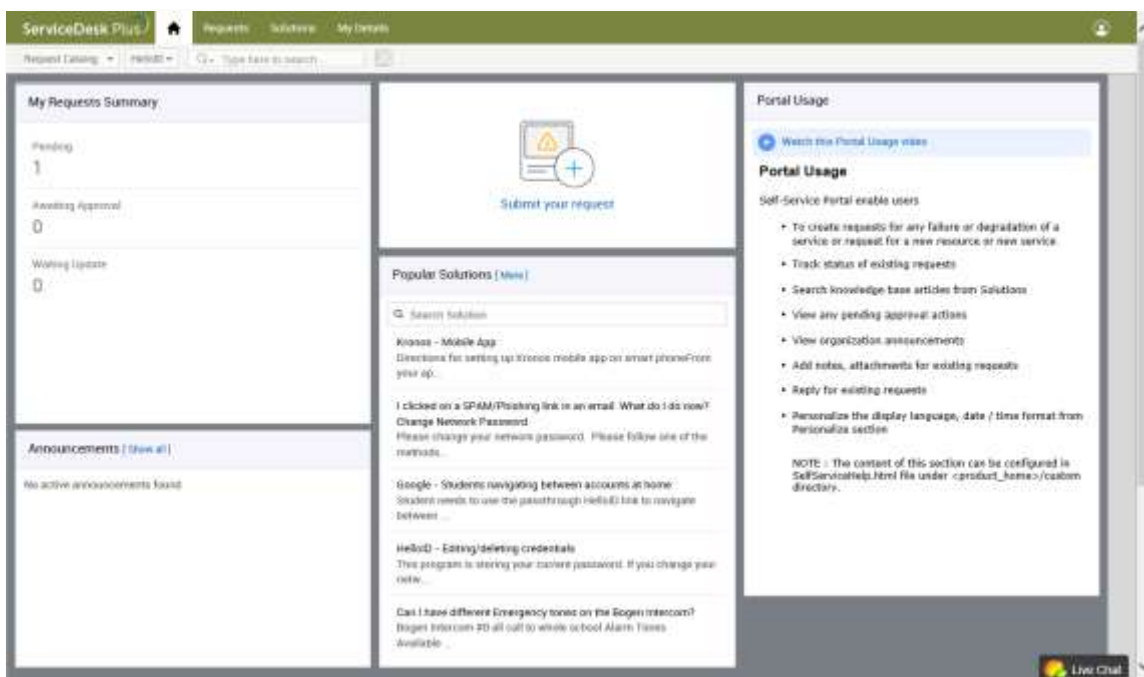 ServiceDesk Plus
Requests Solutions My Details
Request Catalog HelloID Type here to search
My Requests Summary
Pending
1
Awaiting Approval
0
Waiting Update
0
Announcements [ Show all ]
No active announcements found
Submit your request
Popular Solutions [ More ]
Search Solution
Kronos - Mobile App
Directions for setting up Kronos mobile app on smart phoneFrom
your ap...
I clicked on a SPAM/Phishing link in an email. What do I do now?
Change Network Password
Please change your network password. Please follow one of the
methods...
Google - Students navigating between accounts at home
Student needs to use the passthrough HelloID link to navigate
between ...
HelloID - Editing/deleting credentials
This program is storing your current password. If you change your
netw...
Can I have different Emergency tones on the Bogen Intercom?
Bogen Intercom #0 all call to whole school Alarm Tones
Available ...
Portal Usage
Watch this Portal Usage video
Portal Usage
Self-Service Portal enable users
• To create requests for any failure or degradation of a
service or request for a new resource or new service.
• Track status of existing requests
• Search knowledge base articles from Solutions
• View any pending approval actions
• View organization announcements
• Add notes, attachments for existing requests
• Reply for existing requests
• Personalize the display language, date / time format from
Personalize section
NOTE : The content of this section can be configured in
SelfServiceHelp.html file under <product_home>/custom
directory.
Live Chat